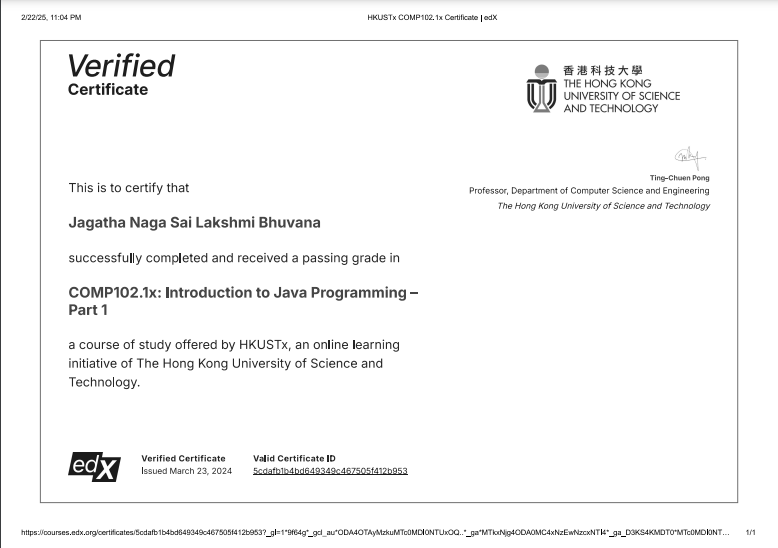 2/22/25, 11:04 PM
HKUSTx COMP102.1x Certificate | edX
Verified
Certificate
香港科技大學
THE HONG KONG
UNIVERSITY OF SCIENCE
AND TECHNOLOGY
Ting-Chuen Pong
Professor, Department of Computer Science and Engineering
The Hong Kong University of Science and Technology
This is to certify that
Jagatha Naga Sai Lakshmi Bhuvana
successfully completed and received a passing grade in
COMP102.1x: Introduction to Java Programming –
Part 1
a course of study offered by HKUSTx, an online learning
initiative of The Hong Kong University of Science and
Technology.
edX
Verified Certificate
Issued March 23, 2024
Valid Certificate ID
5cdafb1b4bd649349c467505f412b953
https://courses.edx.org/certificates/5cdafb1b4bd649349c467505f412b953?_gl=1*9f64g*_gcl_au*ODA4OTAyMzkuMTc0MDI0NTUxOQ..*_ga*MTkxNjg4ODA0MC4xNzEwNzcxNTI4*_ga_D3KS4KMDT0*MTc0MDI0NT…
1/1